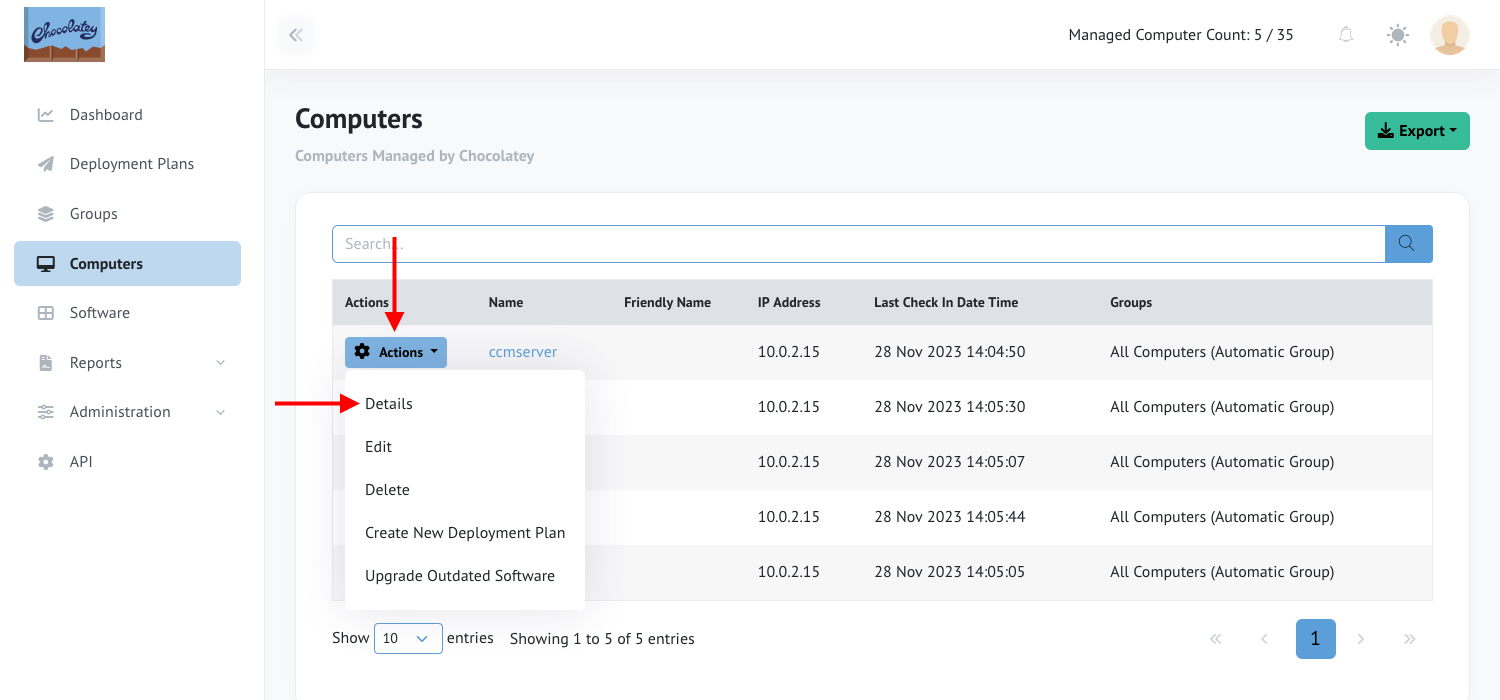 Chocolatey
Managed Computer Count: 5 / 35
Dashboard
Deployment Plans
Groups
Computers
Software
Reports
Administration
API
Computers
Computers Managed by Chocolatey
Export
Search...
Actions Name Friendly Name IP Address Last Check In Date Time Groups
Actions ccmserver 10.0.2.15 28 Nov 2023 14:04:50 All Computers (Automatic Group)
10.0.2.15 28 Nov 2023 14:05:30 All Computers (Automatic Group)
10.0.2.15 28 Nov 2023 14:05:07 All Computers (Automatic Group)
10.0.2.15 28 Nov 2023 14:05:44 All Computers (Automatic Group)
10.0.2.15 28 Nov 2023 14:05:05 All Computers (Automatic Group)
Details
Edit
Delete
Create New Deployment Plan
Upgrade Outdated Software
Show 10 entries Showing 1 to 5 of 5 entries
1